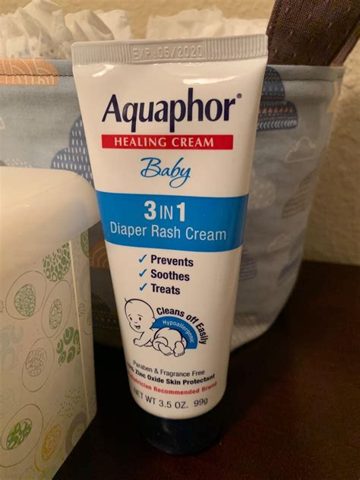 EXP. 05/2020
Aquaphor®
HEALING CREAM
Baby
3 IN 1
Diaper Rash Cream
✓ Prevents
✓ Soothes
✓ Treats
Cleans off Easily
Hypoallergenic
Paraben & Fragrance Free
Zinc Oxide Skin Protectant
Pediatrician Recommended Brand
NET WT 3.5 OZ. 99g